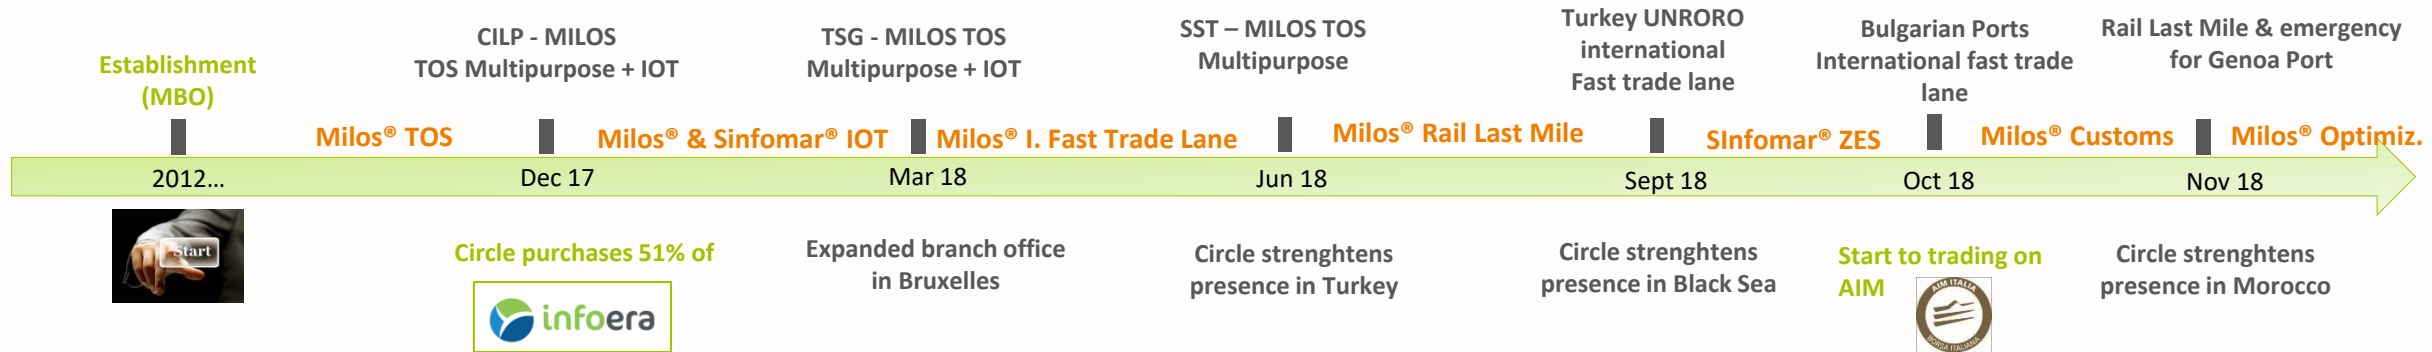 Establishment
(MBO)
CILP - MILOS
TOS Multipurpose + IOT
TSG - MILOS TOS
Multipurpose + IOT
SST – MILOS TOS
Multipurpose
Turkey UNRORO
international
Fast trade lane
Bulgarian Ports
International fast trade
lane
Rail Last Mile & emergency
for Genoa Port
Milos® TOS
Milos® & Sinfomar® IOT
Milos® I. Fast Trade Lane
Milos® Rail Last Mile
SInfomar® ZES
Milos® Customs
Milos® Optimiz.
2012…
Dec 17
Mar 18
Jun 18
Sept 18
Oct 18
Nov 18
Start
Circle purchases 51% of
infoera
Expanded branch office
in Bruxelles
Circle strenghtens
presence in Turkey
Circle strenghtens
presence in Black Sea
Start to trading on
AIM
AIM ITALIA
BORSA ITALIANA
Circle strenghtens
presence in Morocco